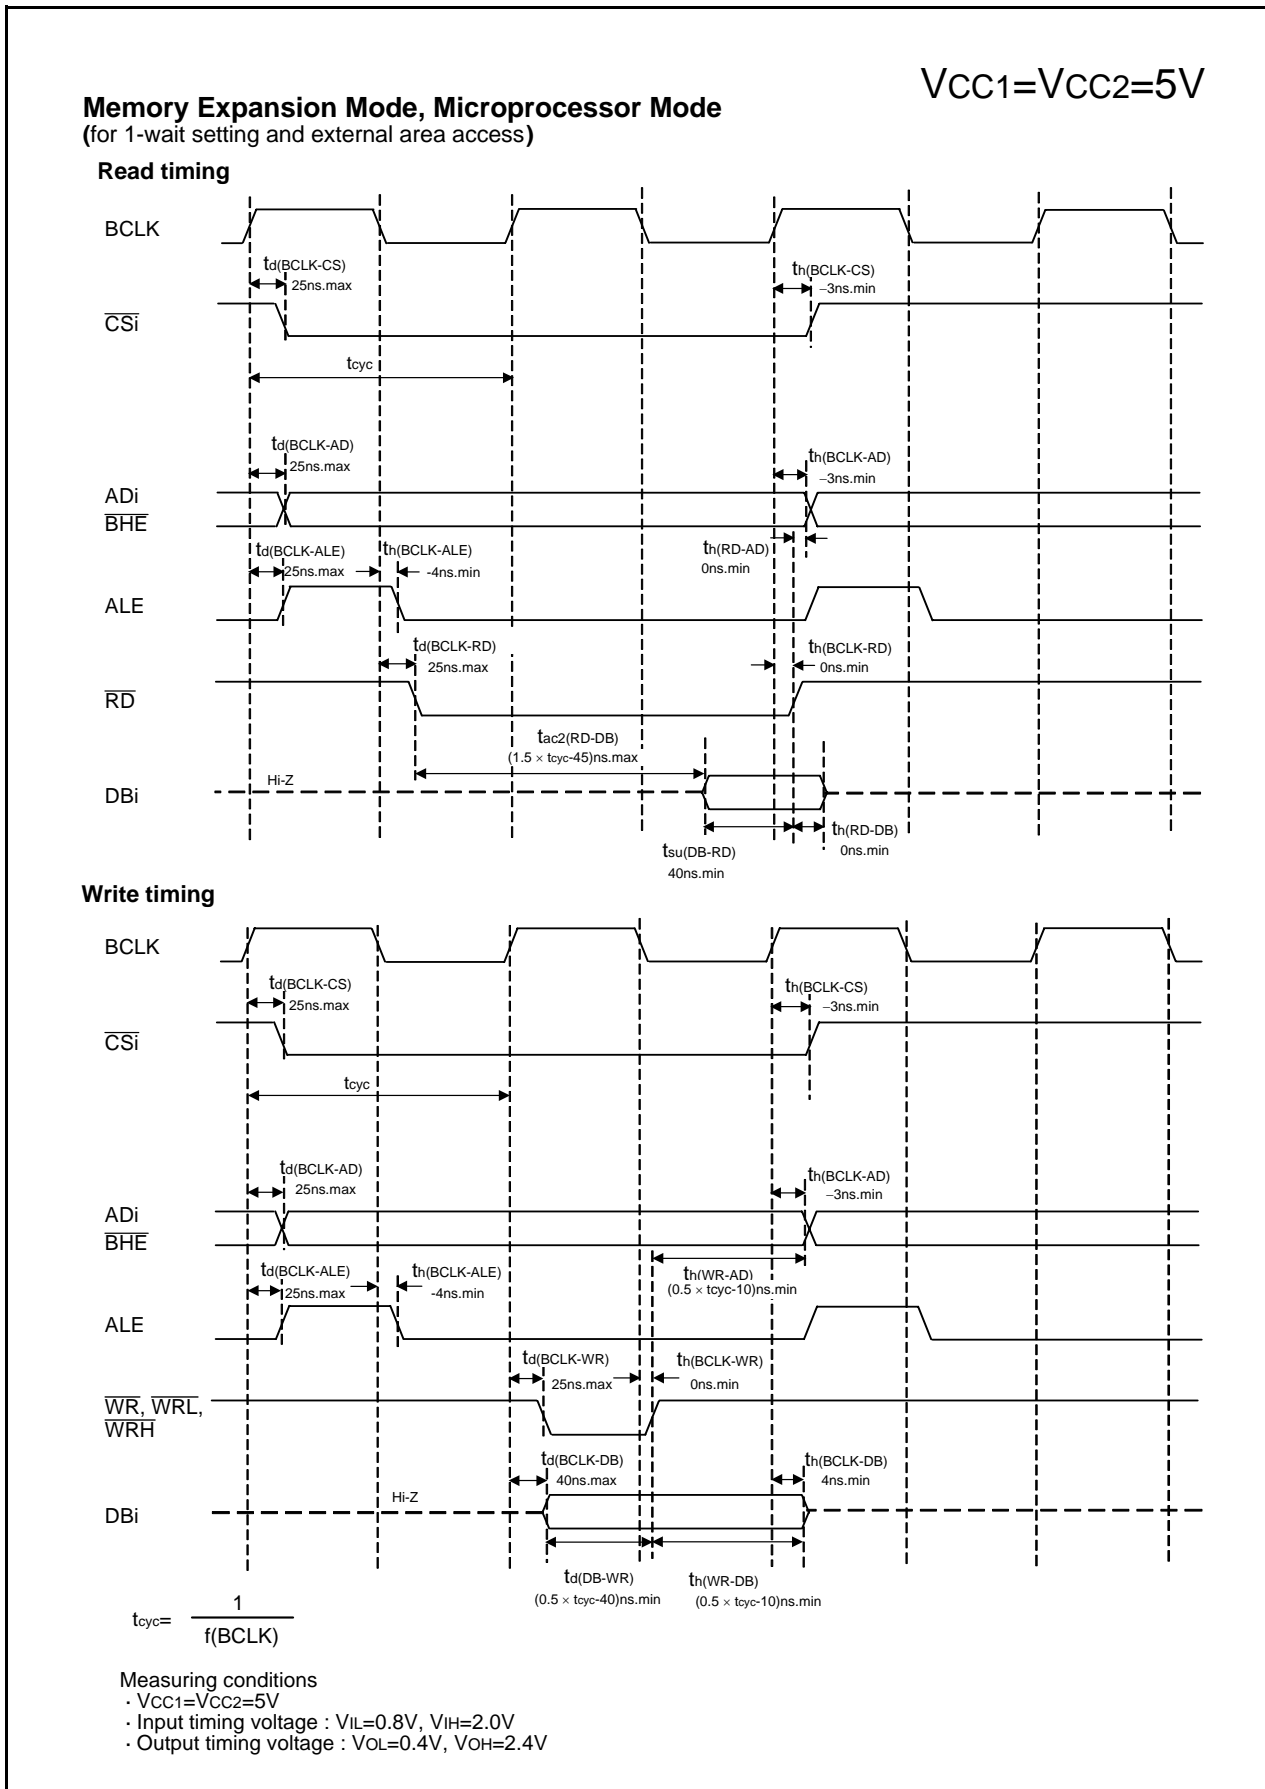 VCC1=VCC2=5V
Memory Expansion Mode, Microprocessor Mode
(for 1-wait setting and external area access)
Read timing
BCLK
td(BCLK-CS)
25ns.max
th(BCLK-CS)
−3ns.min
CSi
tcyc
td(BCLK-AD)
25ns.max
th(BCLK-AD)
−3ns.min
ADi
BHE
td(BCLK-ALE)
25ns.max
th(BCLK-ALE)
-4ns.min
th(RD-AD)
0ns.min
ALE
td(BCLK-RD)
25ns.max
th(BCLK-RD)
0ns.min
RD
tac2(RD-DB)
(1.5 × tcyc-45)ns.max
Hi-Z
DBi
tsu(DB-RD)
40ns.min
th(RD-DB)
0ns.min
Write timing
BCLK
td(BCLK-CS)
25ns.max
th(BCLK-CS)
−3ns.min
CSi
tcyc
td(BCLK-AD)
25ns.max
th(BCLK-AD)
−3ns.min
ADi
BHE
td(BCLK-ALE)
25ns.max
th(BCLK-ALE)
-4ns.min
th(WR-AD)
(0.5 × tcyc-10)ns.min
ALE
td(BCLK-WR)
25ns.max
th(BCLK-WR)
0ns.min
WR, WRL,
WRH
td(BCLK-DB)
40ns.max
th(BCLK-DB)
4ns.min
Hi-Z
DBi
td(DB-WR)
(0.5 × tcyc-40)ns.min
th(WR-DB)
(0.5 × tcyc-10)ns.min
tcyc= 1
f(BCLK)
Measuring conditions
· VCC1=VCC2=5V
· Input timing voltage : VIL=0.8V, VIH=2.0V
· Output timing voltage : VOL=0.4V, VOH=2.4V